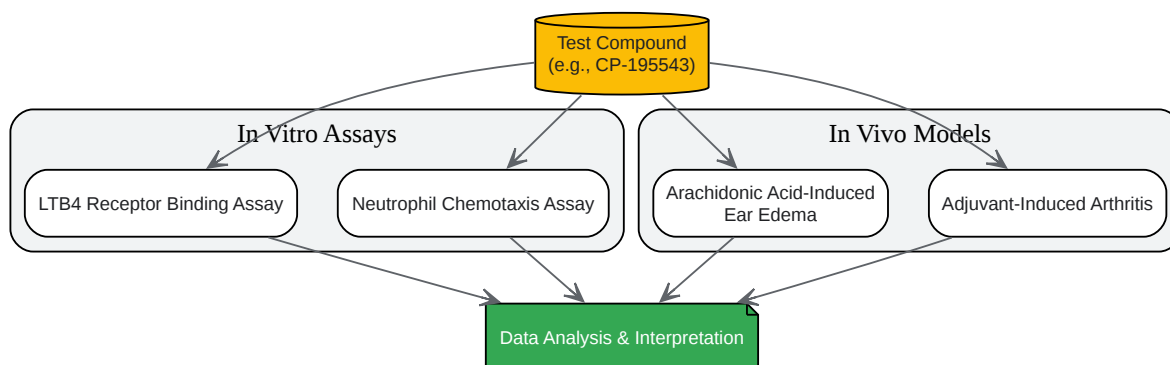 Test Compound
(e.g., CP-195543)
In Vitro Assays
In Vivo Models
LTB4 Receptor Binding Assay
Neutrophil Chemotaxis Assay
Arachidonic Acid-Induced
Ear Edema
Adjuvant-Induced Arthritis
Data Analysis & Interpretation